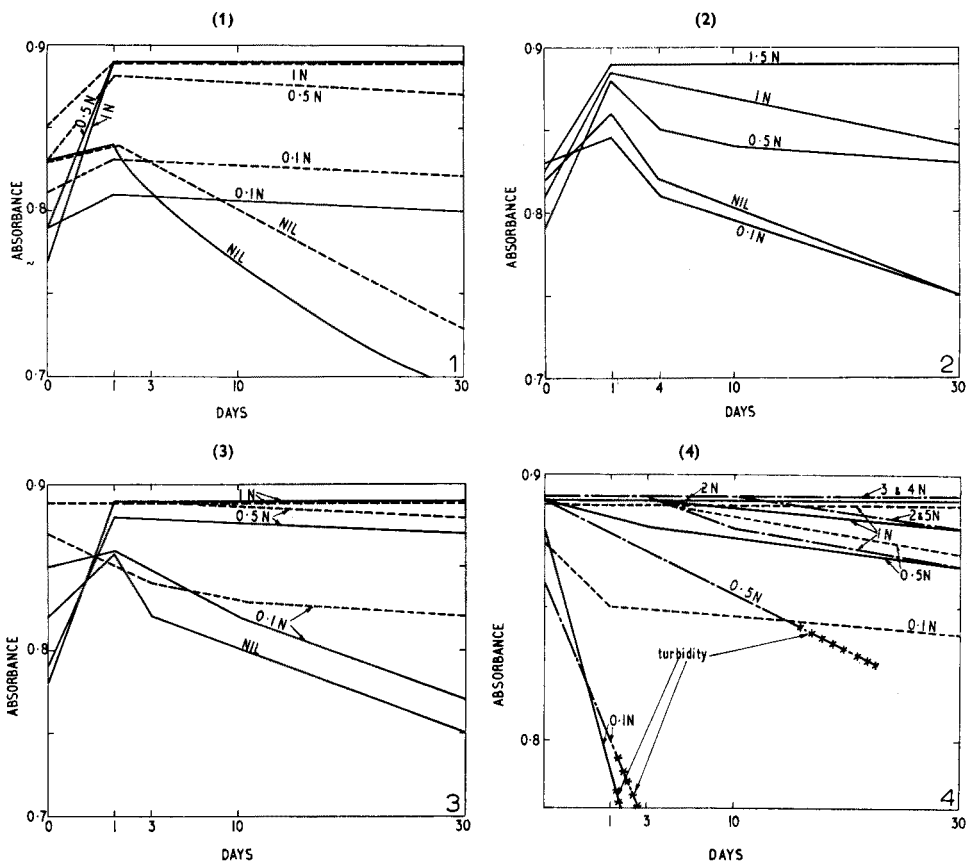 (1)
0.9
0.8
0.7
ABSORBANCE
~
0.5N
1N
1N
0.5N
0.1N
0.1N
NIL
NIL
1
0 1 3 10 30
DAYS
(2)
0.9
0.8
0.7
ABSORBANCE
1.5N
1N
0.5N
NIL
0.1N
2
0 1 4 10 30
DAYS
(3)
0.9
0.8
0.7
ABSORBANCE
1N
0.5N
0.1N
NIL
3
0 1 3 10 30
DAYS
(4)
0.9
0.8
ABSORBANCE
2N
3 & 4N
2&5N
1N
0.5N
0.5N
0.1N
turbidity
0.1N
4
1 3 10 30
DAYS